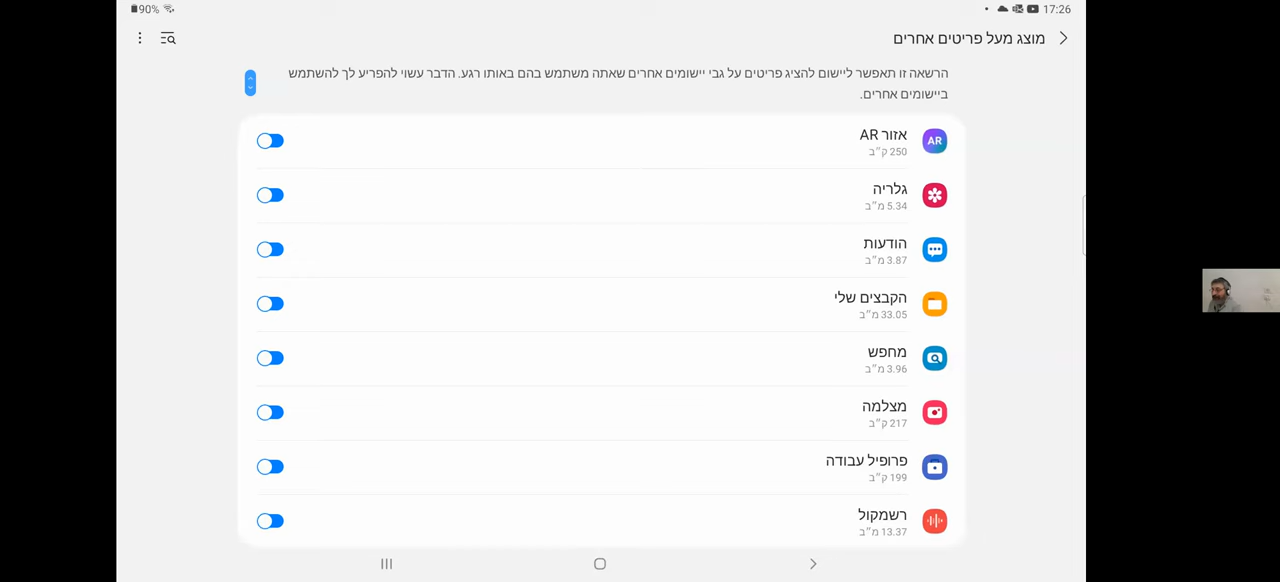 90%
17:26
מוצג מעל פריטים אחרים
הרשאה זו תאפשר ליישום להציג פריטים על גבי יישומים אחרים שאתה משתמש בהם באותו רגע. הדבר עשוי להפריע לך להשתמש
ביישומים אחרים.
אזור AR
AR
250 ק"ב
גלריה
5.34 מ"ב
הודעות
3.87 מ"ב
הקבצים שלי
33.05 מ"ב
מחפש
3.96 מ"ב
מצלמה
217 ק"ב
פרופיל עבודה
199 ק"ב
רשמקול
13.37 מ"ב